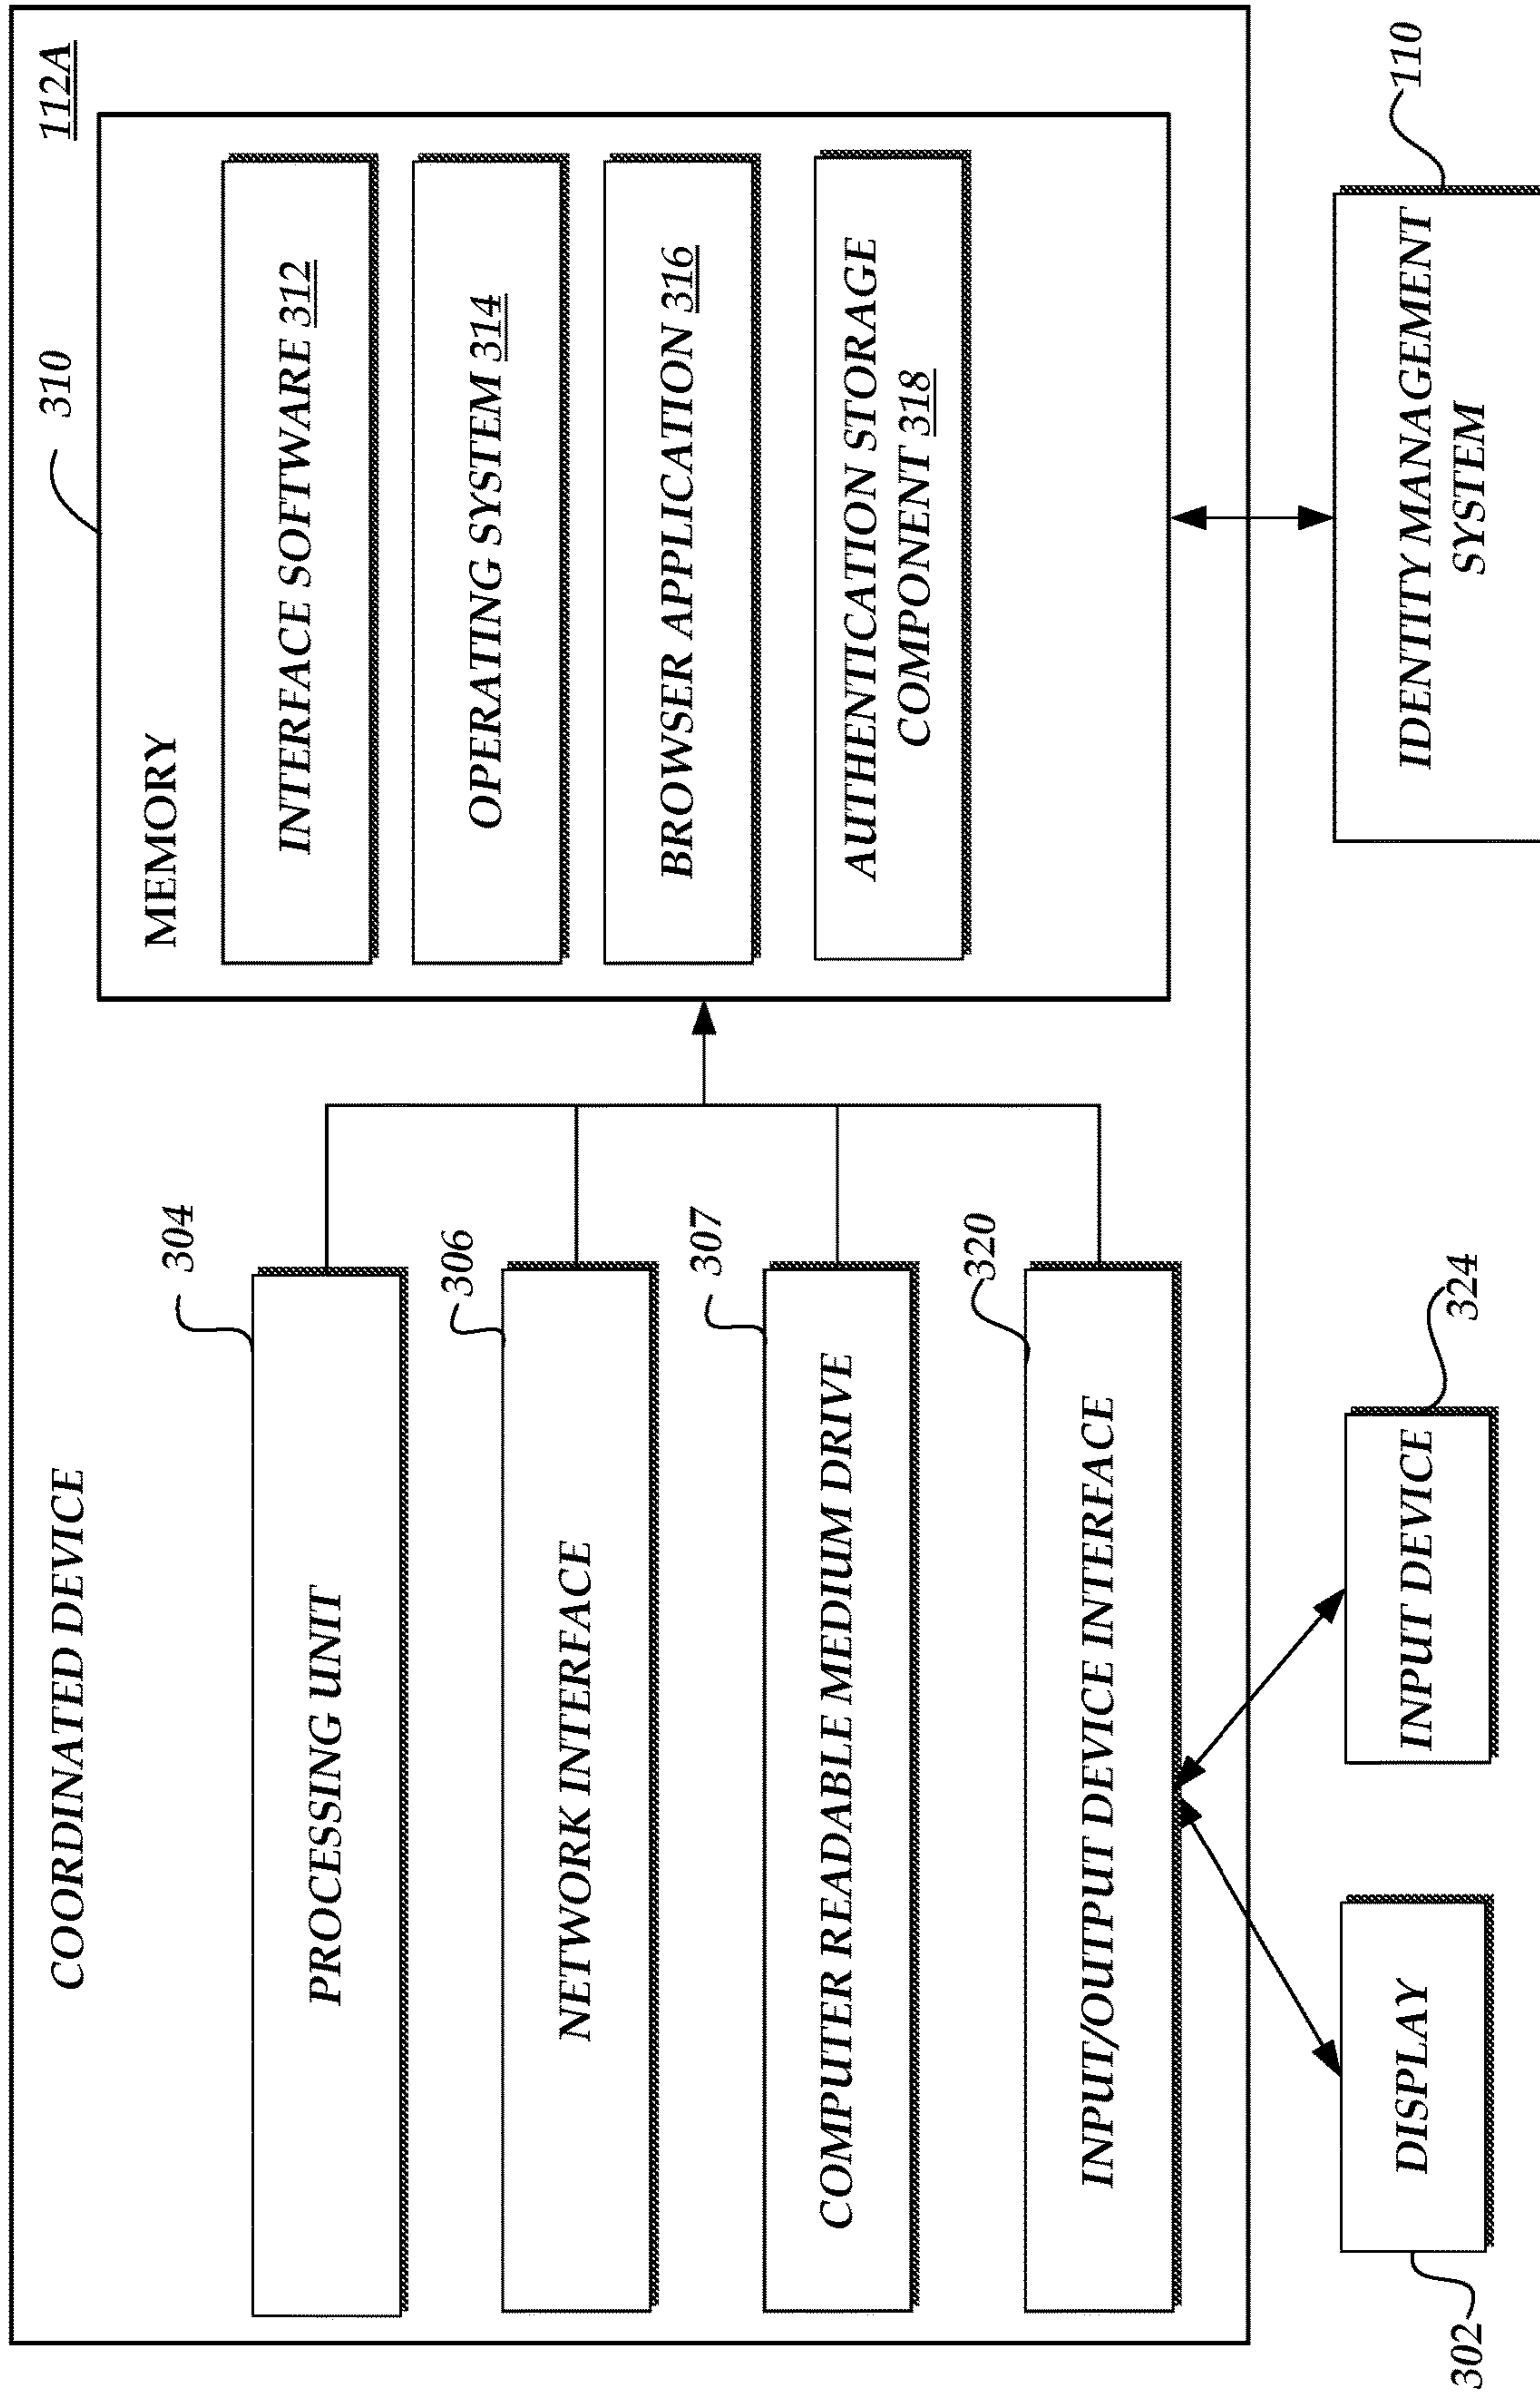 COORDINATED DEVICE
112A
310
MEMORY
304
PROCESSING UNIT
INTERFACE SOFTWARE 312
306
NETWORK INTERFACE
OPERATING SYSTEM 314
307
COMPUTER READABLE MEDIUM DRIVE
BROWSER APPLICATION 316
320
INPUT/OUTPUT DEVICE INTERFACE
AUTHENTICATION STORAGE
COMPONENT 318
302
DISPLAY
INPUT DEVICE
324
IDENTITY MANAGEMENT
SYSTEM
110